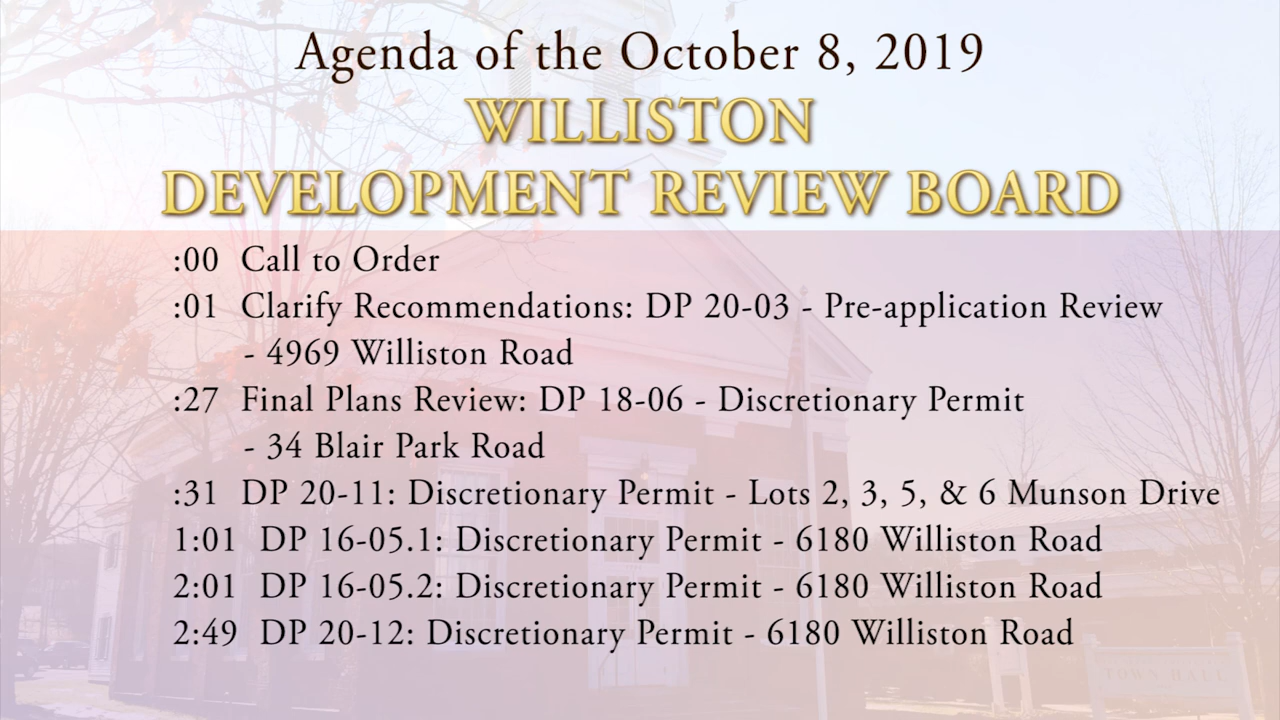 Agenda of the October 8, 2019
WILLISTON
DEVELOPMENT REVIEW BOARD
:00 Call to Order
:01 Clarify Recommendations: DP 20-03 - Pre-application Review
- 4969 Williston Road
:27 Final Plans Review: DP 18-06 - Discretionary Permit
- 34 Blair Park Road
:31 DP 20-11: Discretionary Permit - Lots 2, 3, 5, & 6 Munson Drive
1:01 DP 16-05.1: Discretionary Permit - 6180 Williston Road
2:01 DP 16-05.2: Discretionary Permit - 6180 Williston Road
2:49 DP 20-12: Discretionary Permit - 6180 Williston Road
TOWN HALL